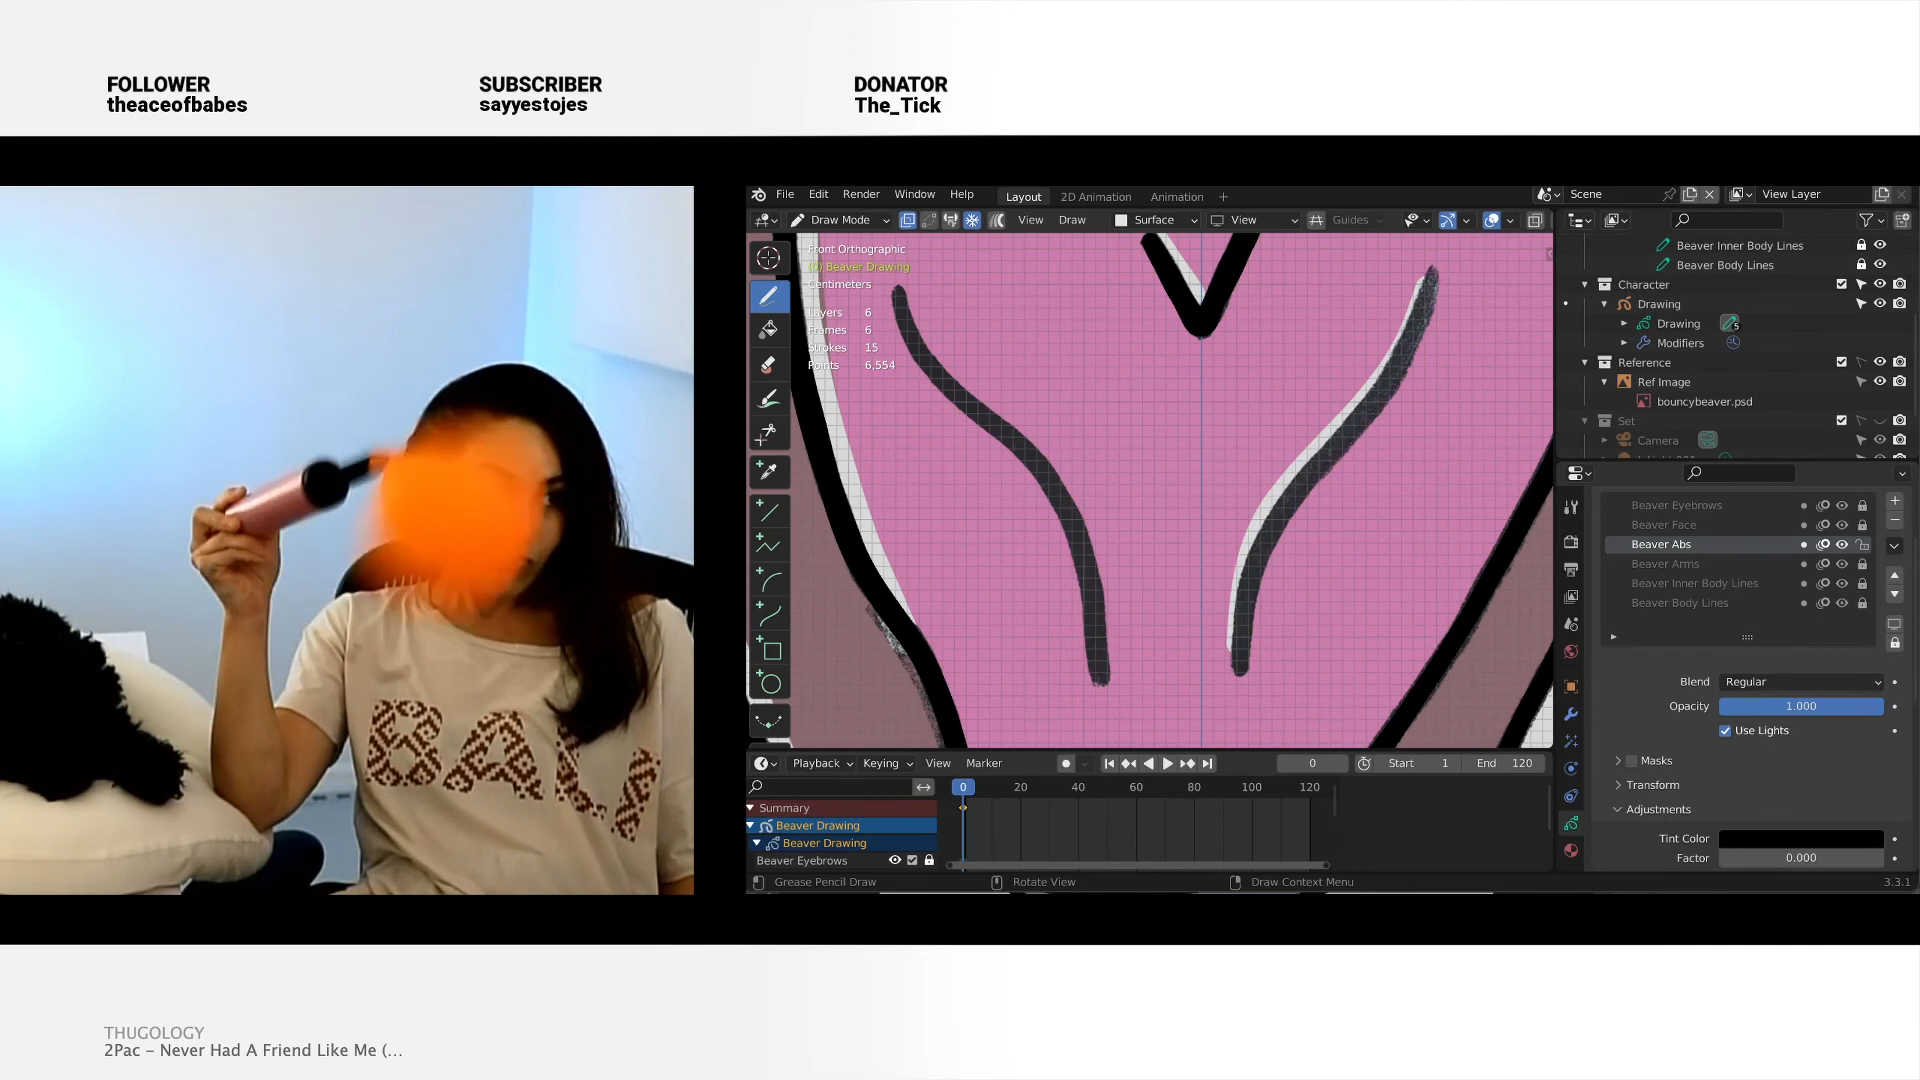 FOLLOWER
theaceofbabes
SUBSCRIBER
sayyestojes
DONATOR
The_Tick
BALI
File Edit Render Window Help
Layout 2D Animation Animation
Scene
View Layer
Draw Mode
View Draw
Surface
View
Guides
Front Orthographic
(0) Beaver Drawing
Centimeters
Layers 6
Frames 6
Strokes 15
Points 6,554
Beaver Inner Body Lines
Beaver Body Lines
Character
Drawing
Drawing 5
Modifiers
Reference
Ref Image
bouncybeaver.psd
Set
Camera
Beaver Eyebrows
Beaver Face
Beaver Abs
Beaver Arms
Beaver Inner Body Lines
Beaver Body Lines
Blend Regular
Opacity 1.000
Use Lights
Masks
Transform
Adjustments
Tint Color
Factor 0.000
Playback Keying View Marker
0
Start 1
End 120
0 20 40 60 80 100 120
Summary
Beaver Drawing
Beaver Drawing
Beaver Eyebrows
Grease Pencil Draw
Rotate View
Draw Context Menu
3.3.1
THUGOLOGY
2Pac - Never Had A Friend Like Me (...